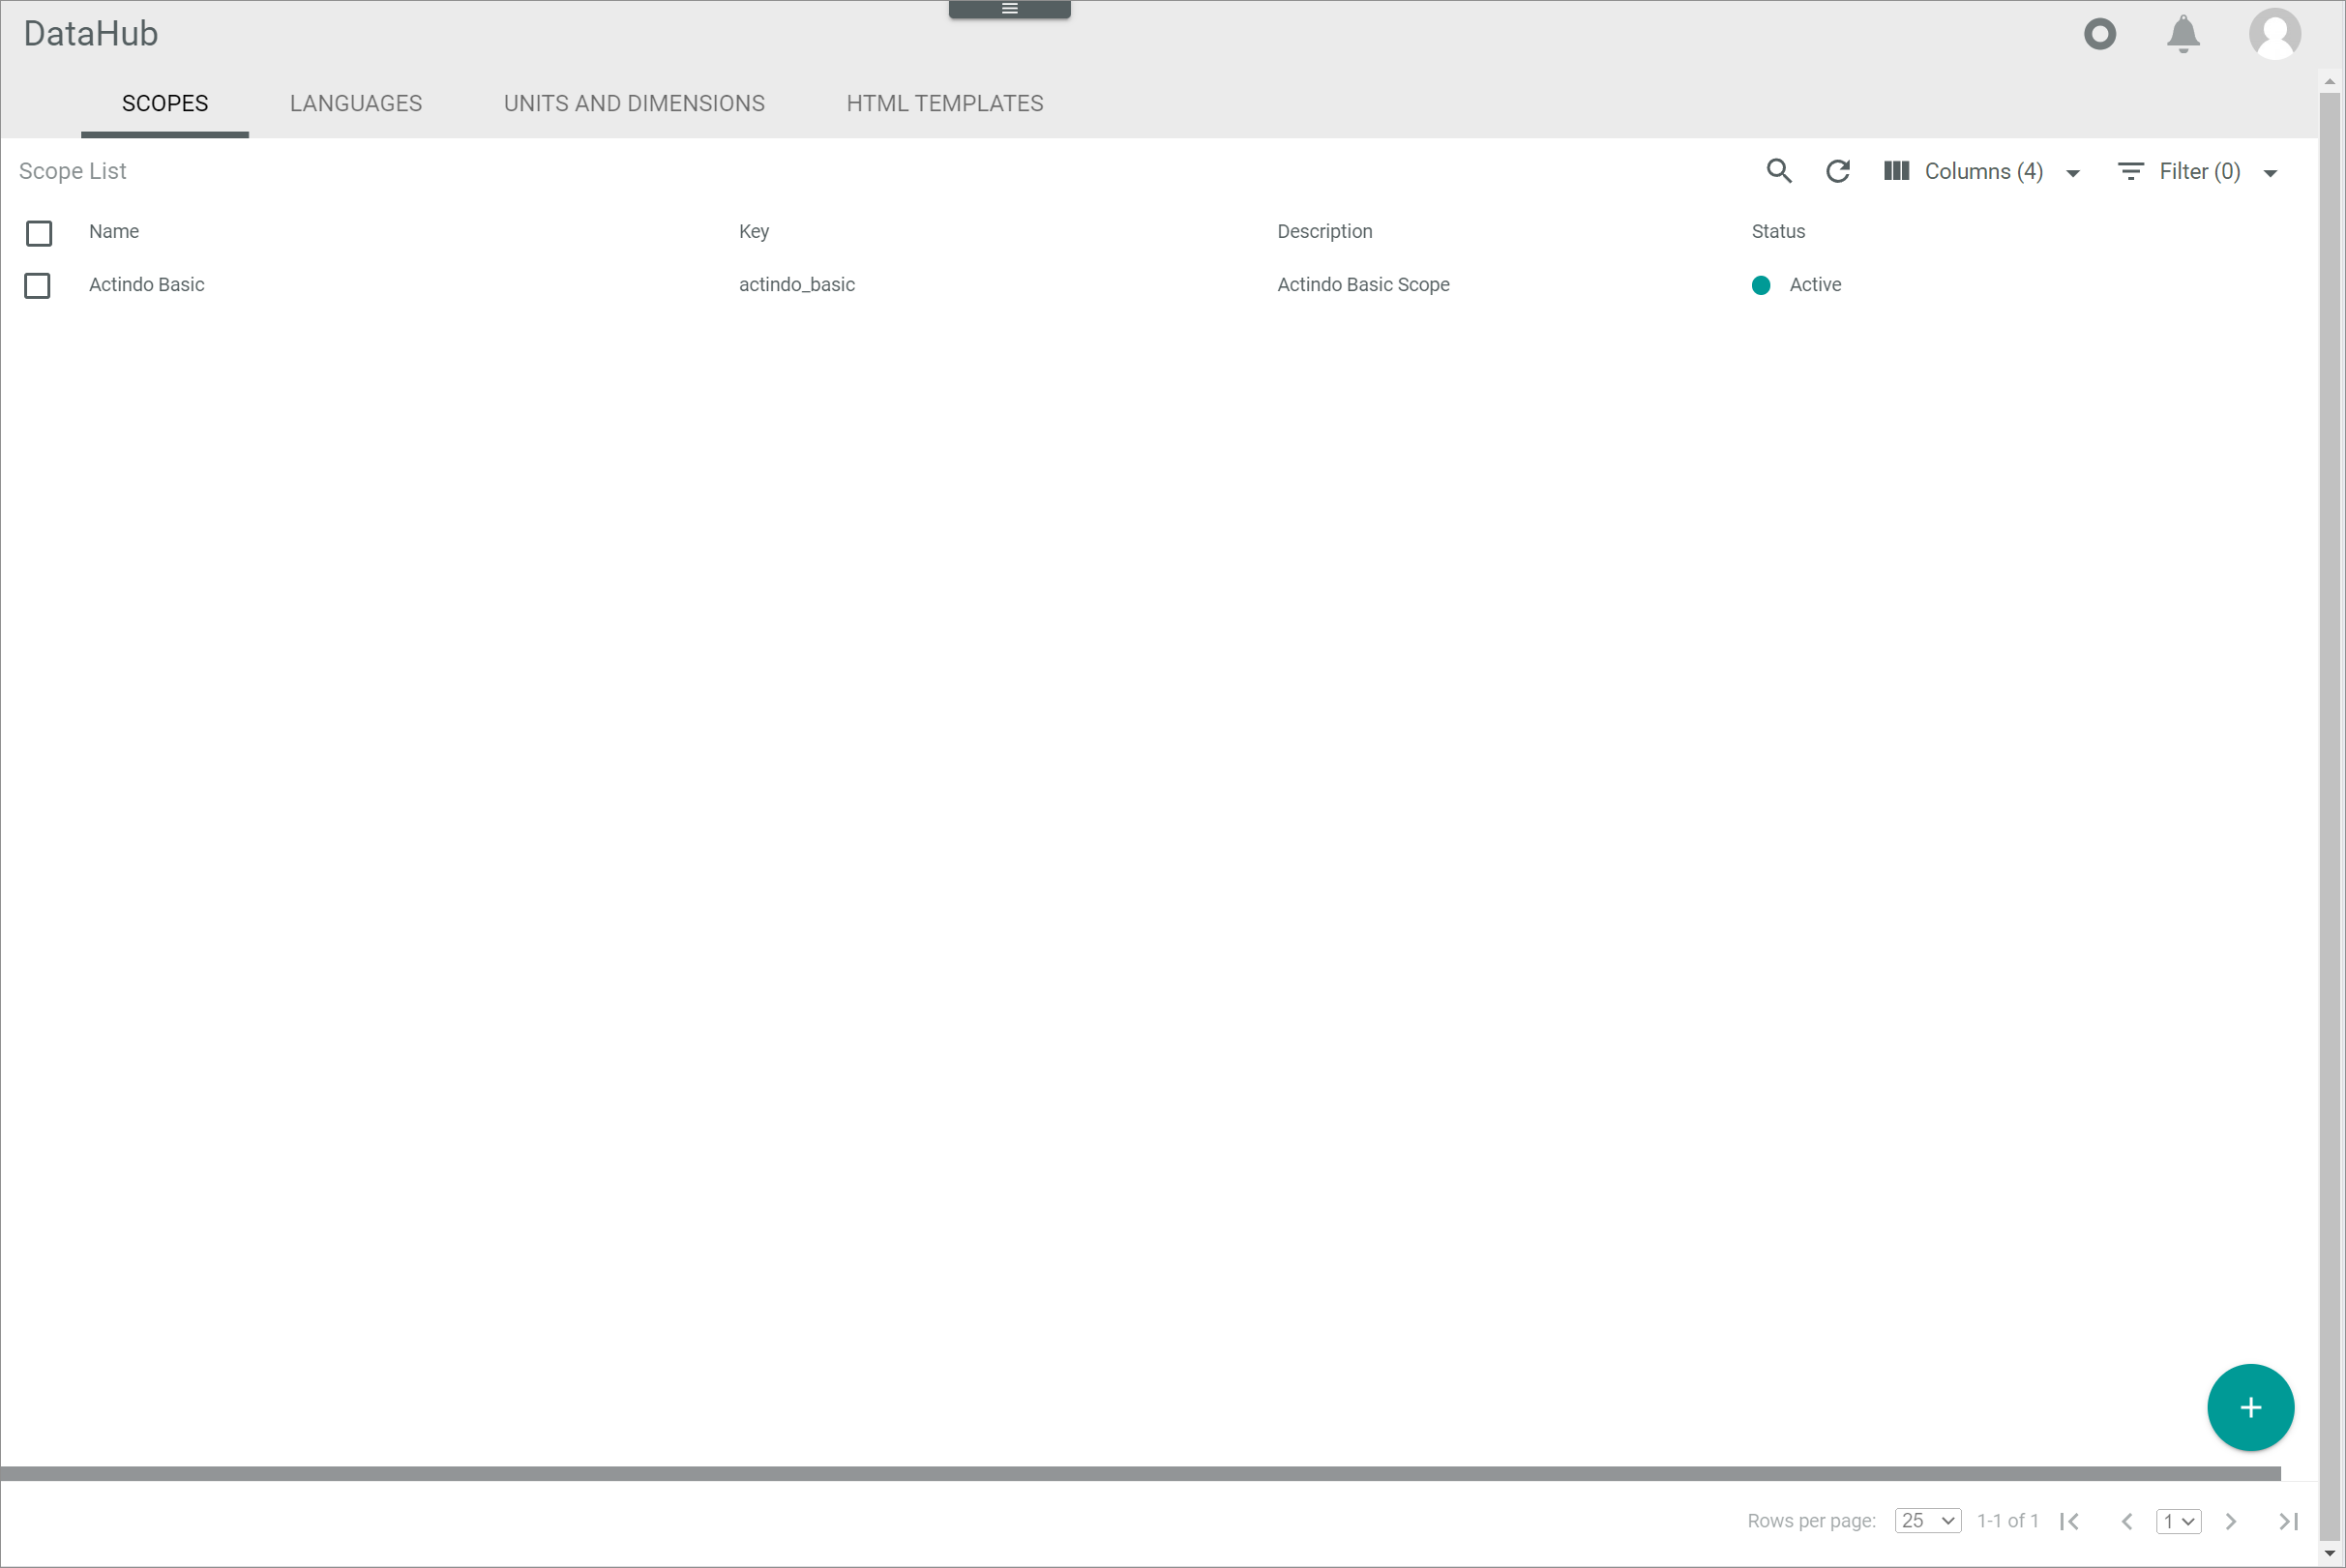 DataHub
SCOPES LANGUAGES UNITS AND DIMENSIONS HTML TEMPLATES
Scope List Columns (4) Filter (0)
Name Key Description Status
Actindo Basic actindo_basic Actindo Basic Scope Active
Rows per page: 25 1-1 of 1 1